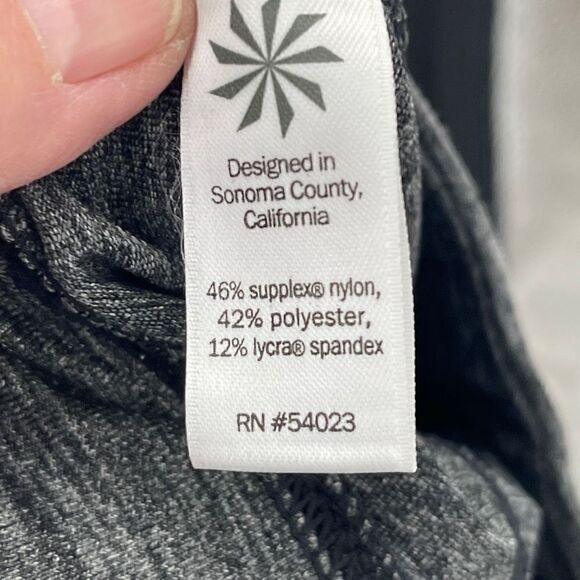 Designed in
Sonoma County,
California
46% supplex® nylon,
42% polyester,
12% lycra® spandex
RN #54023